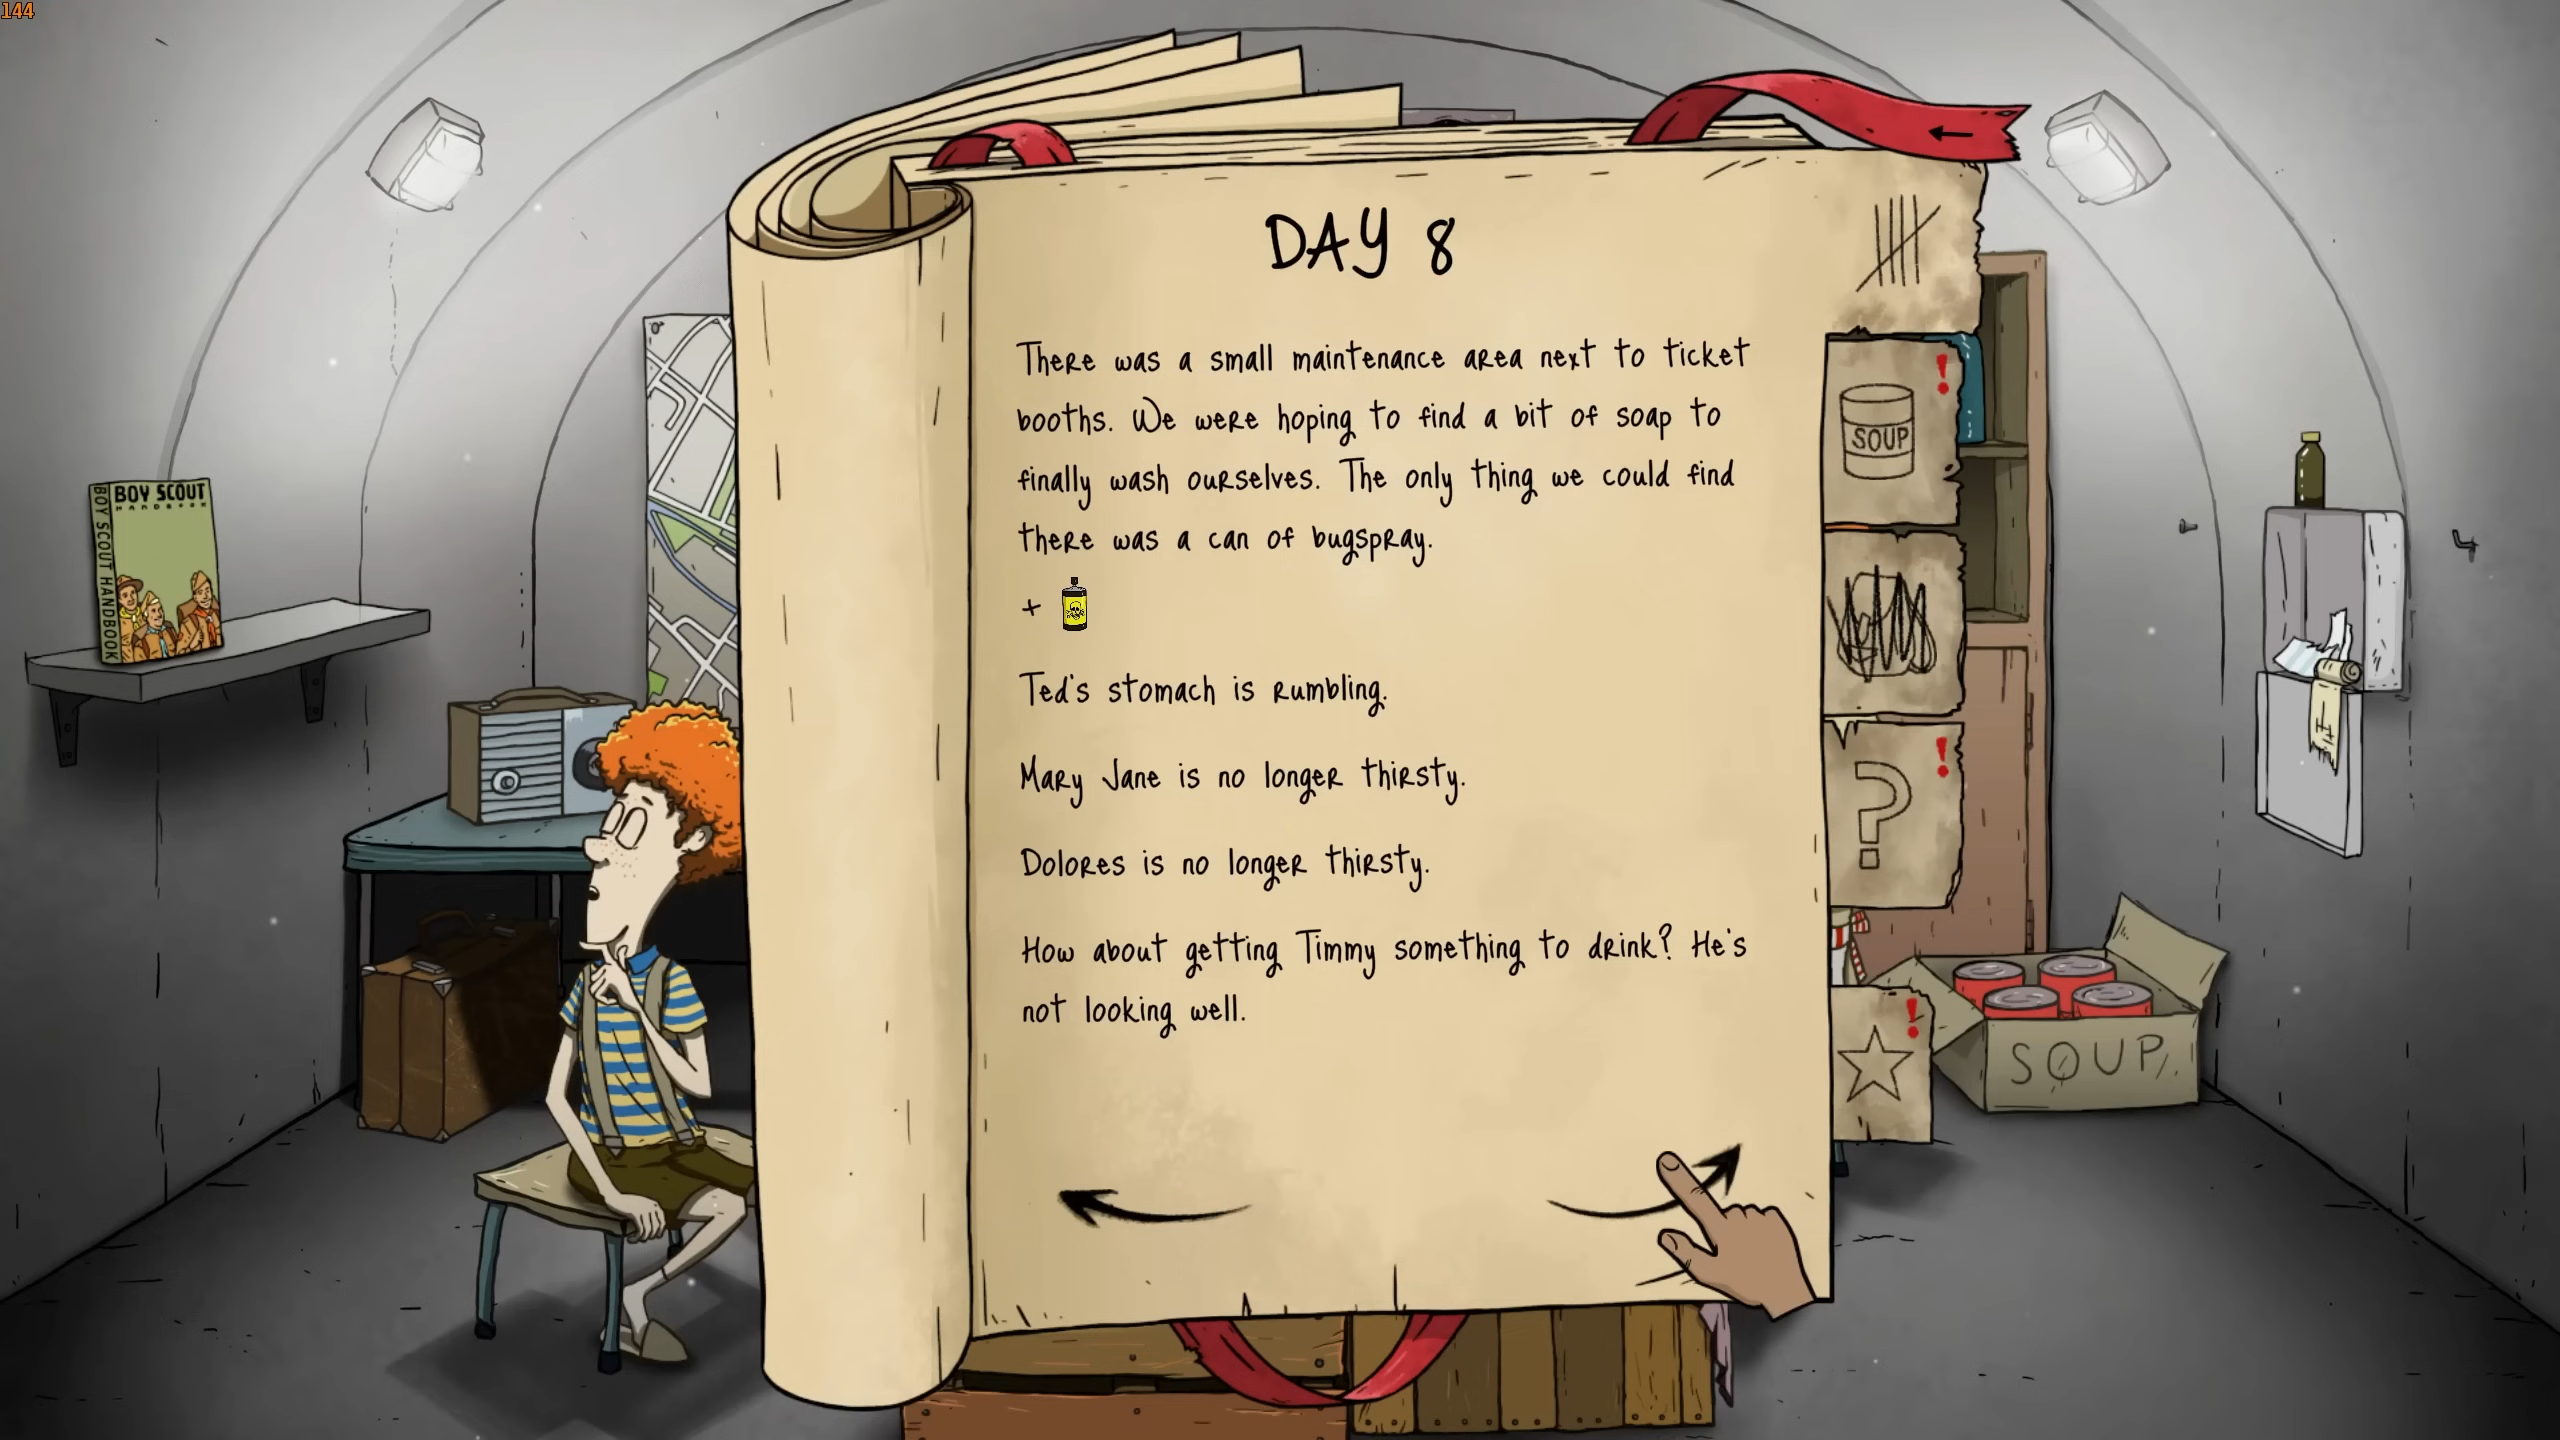 144
DAY 8
There was a small maintenance area next to ticket
booths. We were hoping to find a bit of soap to
finally wash ourselves. The only thing we could find
there was a can of bugspray.
+
Ted's stomach is rumbling.
Mary Jane is no longer thirsty.
Dolores is no longer thirsty.
How about getting Timmy something to drink? He's
not looking well.
!
SOUP
!
?
!
BOY SCOUT
HANDBOOK
BOY SCOUT HANDBOOK
SOUP